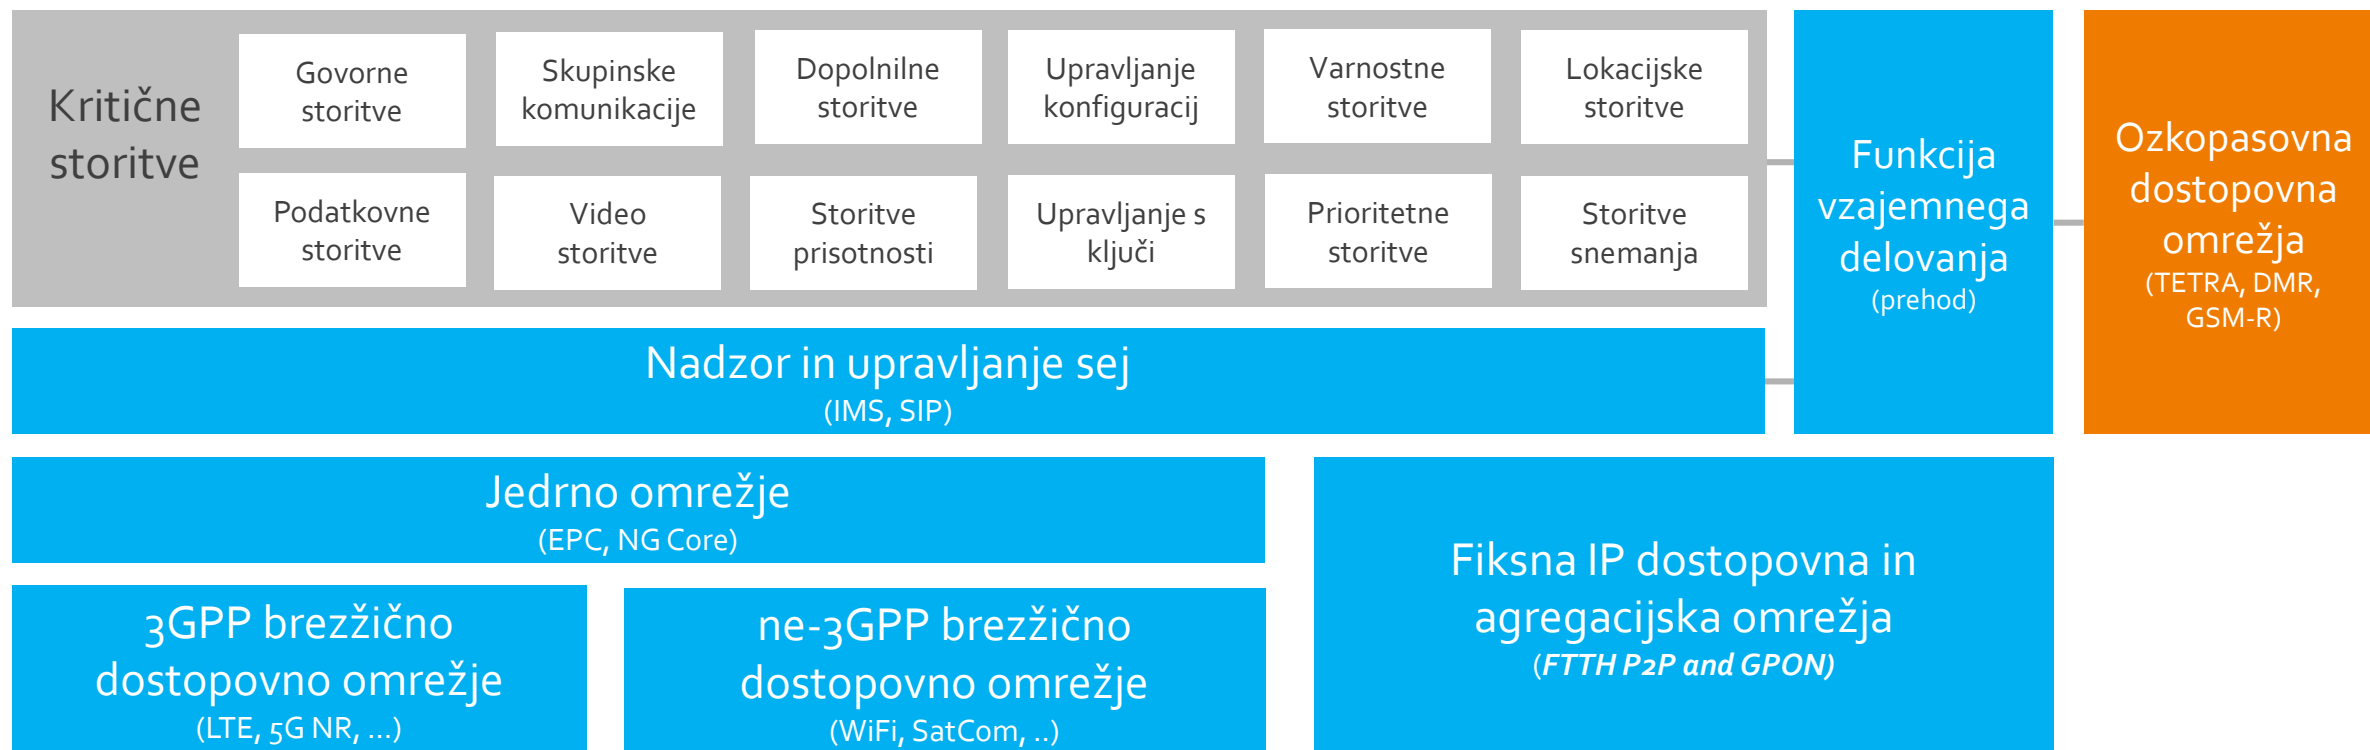 Kritične
storitve
Govorne
storitve
Skupinske
komunikacije
Dopolnilne
storitve
Upravljanje
konfiguracij
Varnostne
storitve
Lokacijske
storitve
Podatkovne
storitve
Video
storitve
Storitve
prisotnosti
Upravljanje s
ključi
Prioritetne
storitve
Storitve
snemanja
Funkcija
vzajemnega
delovanja
(prehod)
Ozkopasovna
dostopovna
omrežja
(TETRA, DMR,
GSM-R)
Nadzor in upravljanje sej
(IMS, SIP)
Jedrno omrežje
(EPC, NG Core)
3GPP brezžično
dostopovno omrežje
(LTE, 5G NR, ...)
ne-3GPP brezžično
dostopovno omrežje
(WiFi, SatCom, ..)
Fiksna IP dostopovna in
agregacijska omrežja
(FTTH P2P and GPON)